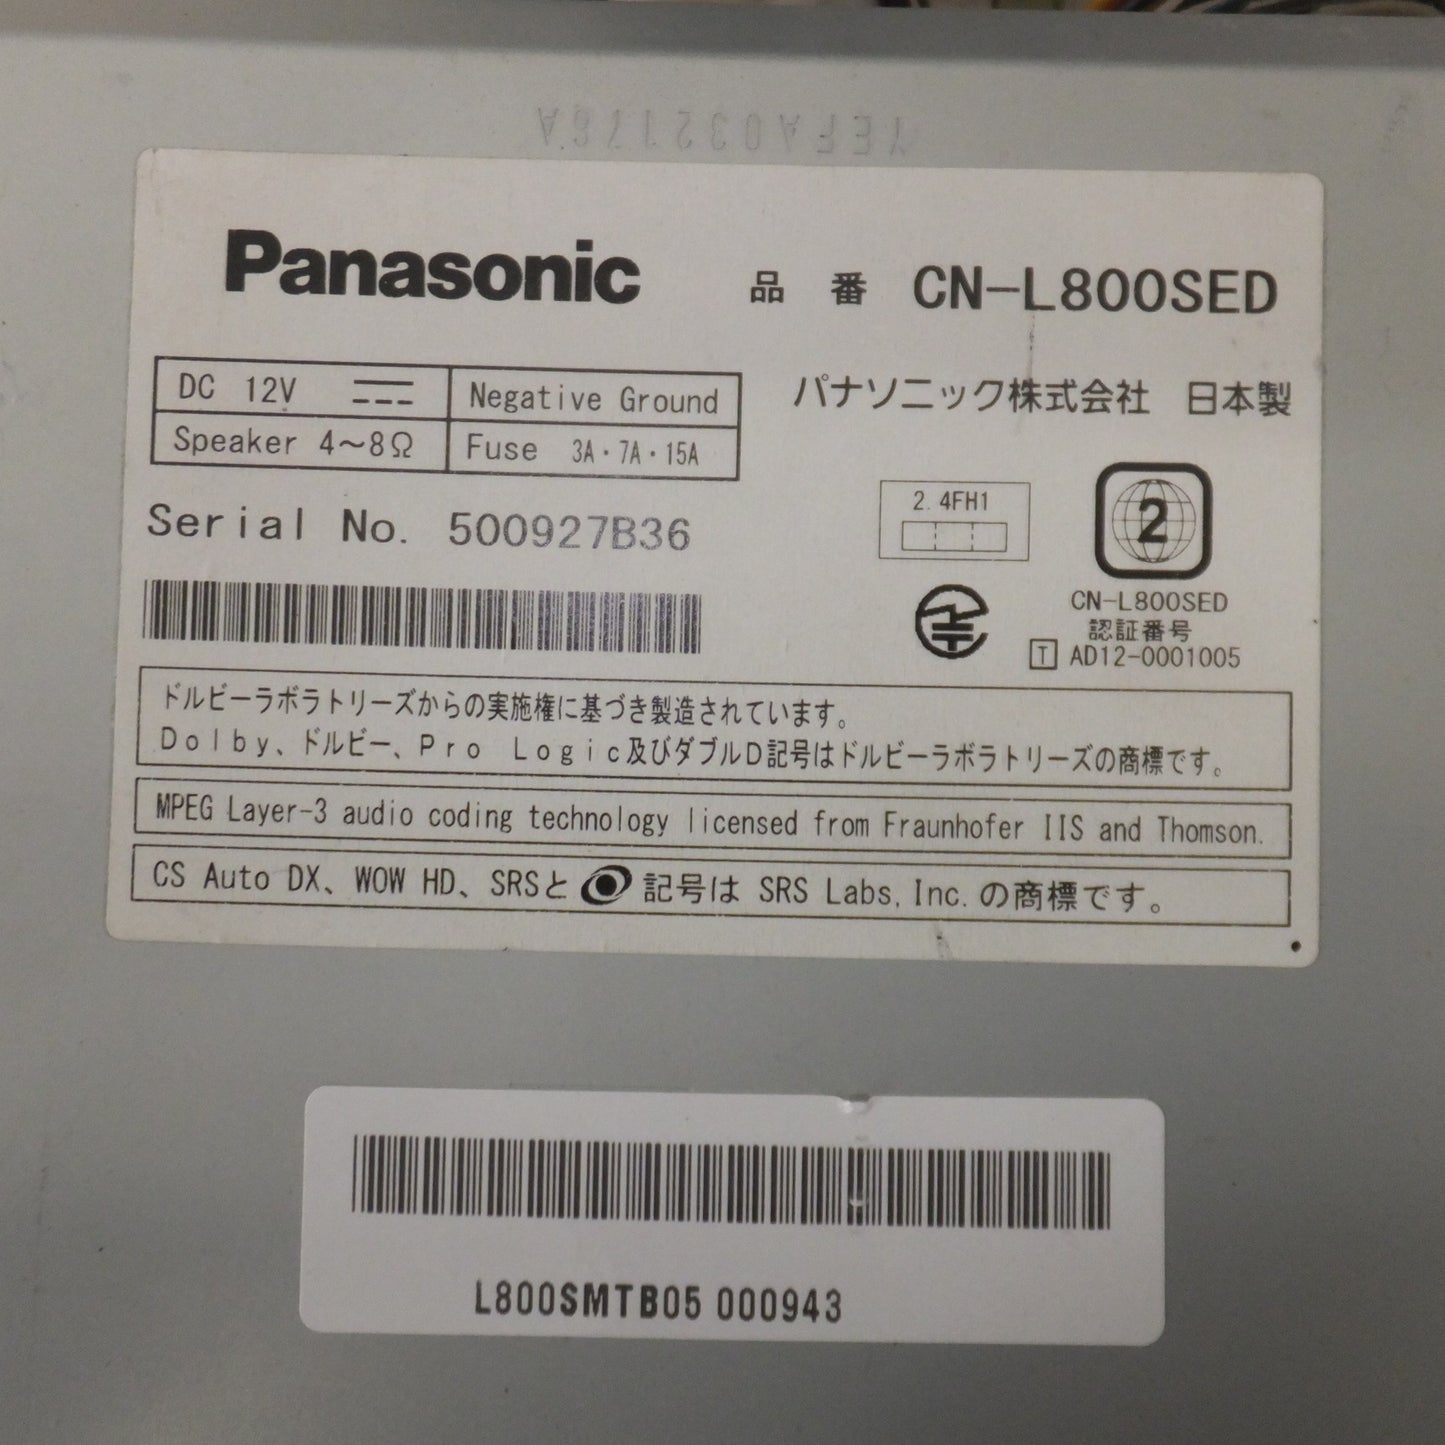 YEFA032176A
Panasonic 品番 CN-L800SED
DC 12V Negative Ground
Speaker 4～8Ω Fuse 3A・7A・15A
パナソニック株式会社 日本製
Serial No. 500927B36
2.4FH1
2
CN-L800SED
認証番号
T AD12-0001005
ドルビーラボラトリーズからの実施権に基づき製造されています。
Dolby、ドルビー、Pro Logic及びダブルD記号はドルビーラボラトリーズの商標です。
MPEG Layer-3 audio coding technology licensed from Fraunhofer IIS and Thomson.
CS Auto DX、WOW HD、SRSと 記号は SRS Labs, Inc. の商標です。
L800SMTB05 000943